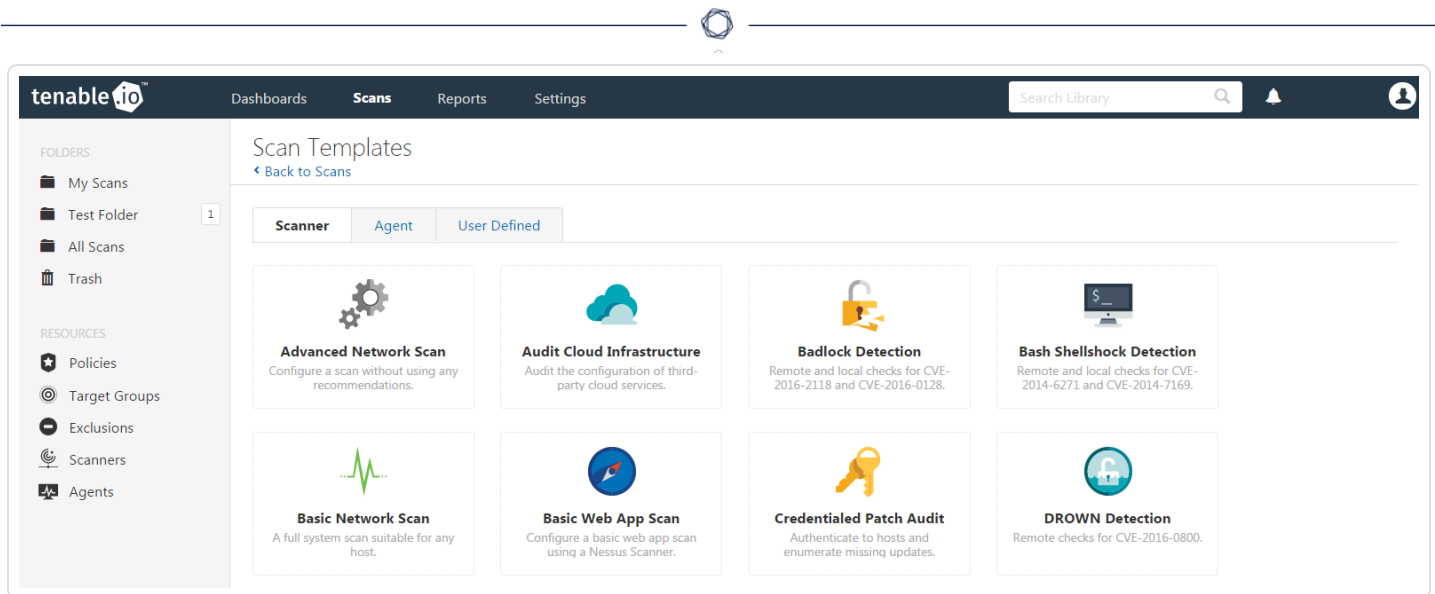 tenable.io™
Dashboards
Scans
Reports
Settings
Search Library
FOLDERS
My Scans
Test Folder
1
All Scans
Trash
RESOURCES
Policies
Target Groups
Exclusions
Scanners
Agents
Scan Templates
Back to Scans
Scanner
Agent
User Defined
Advanced Network Scan
Configure a scan without using any
recommendations.
Audit Cloud Infrastructure
Audit the configuration of third-
party cloud services.
Badlock Detection
Remote and local checks for CVE-
2016-2118 and CVE-2016-0128.
$_
Bash Shellshock Detection
Remote and local checks for CVE-
2014-6271 and CVE-2014-7169.
Basic Network Scan
A full system scan suitable for any
host.
Basic Web App Scan
Configure a basic web app scan
using a Nessus Scanner.
Credentialed Patch Audit
Authenticate to hosts and
enumerate missing updates.
DROWN Detection
Remote checks for CVE-2016-0800.